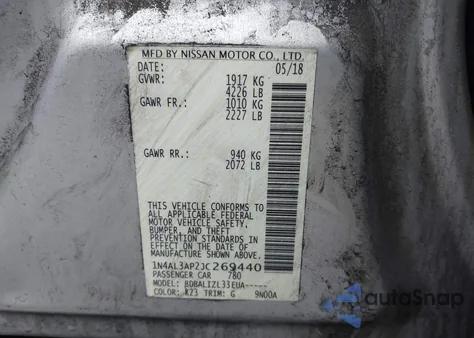 MFD BY NISSAN MOTOR CO., LTD.
DATE: 05/18
GVWR: 1917 KG
4226 LB
GAWR FR: 1010 KG
2227 LB
GAWR RR: 940 KG
2072 LB
THIS VEHICLE CONFORMS TO
ALL APPLICABLE FEDERAL
MOTOR VEHICLE SAFETY,
BUMPER, AND THEFT
PREVENTION STANDARDS IN
EFFECT ON THE DATE OF
MANUFACTURE SHOWN ABOVE.
1N4AL3AP2JC269440
PASSENGER CAR 780
MODEL: BDBALIZL33EUA-----
COLOR: K23 TRIM: G 9N00A
AutoSnap